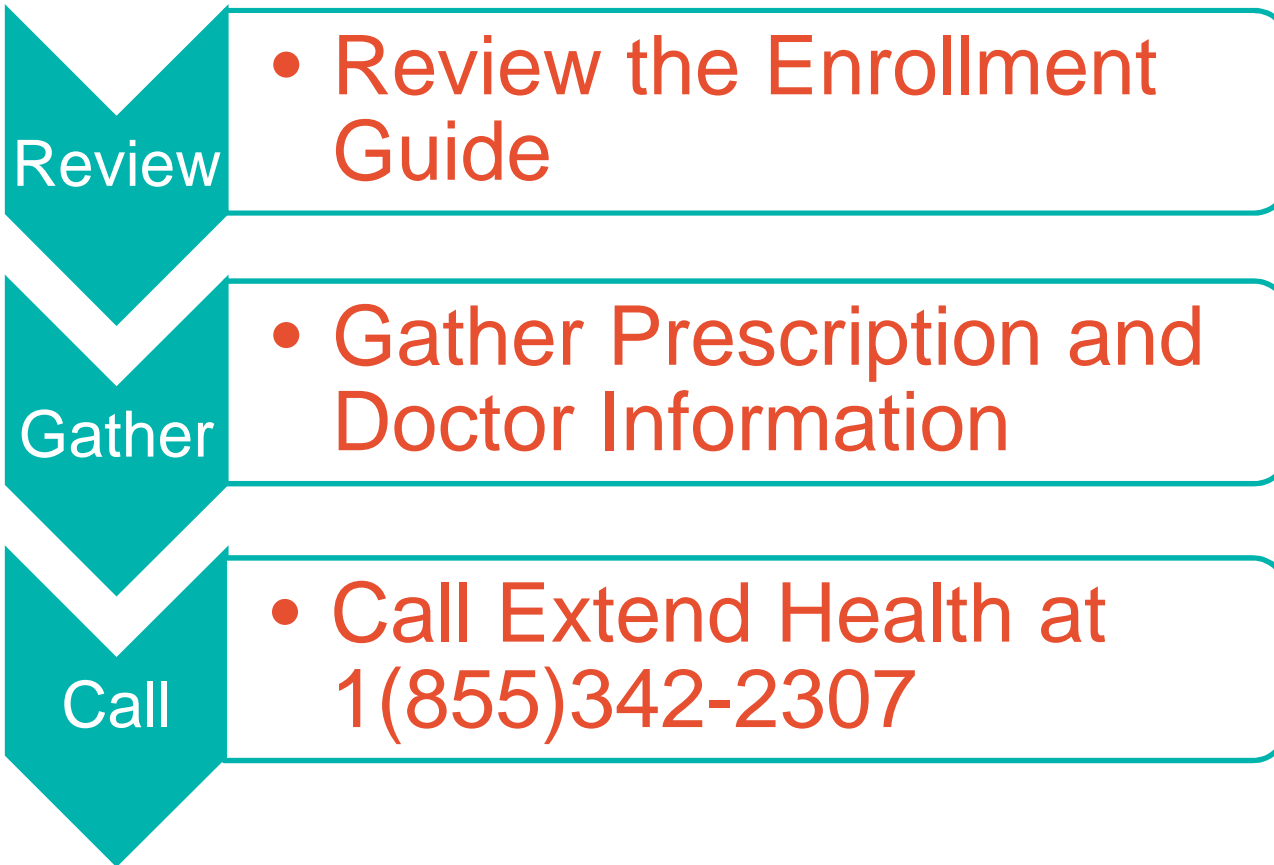 Review
• Review the Enrollment
Guide
Gather
• Gather Prescription and
Doctor Information
Call
• Call Extend Health at
1(855)342-2307